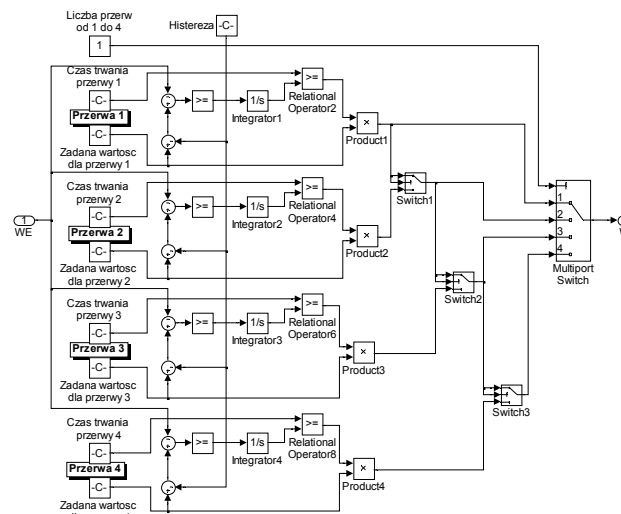 Liczba przerw
od 1 do 4
1
Histereza
-C-
Czas trwania
przerwy 1
-C-
Przerwa 1
-C-
Zadana wartosc
dla przerwy 1
>=
1/s
Integrator1
>=
Relational
Operator2
×
Product1
Czas trwania
przerwy 2
-C-
Przerwa 2
-C-
Zadana wartosc
dla przerwy 2
>=
1/s
Integrator2
>=
Relational
Operator4
×
Product2
Switch1
1
WE
1
2
3
4
Multiport
Switch
Switch2
Czas trwania
przerwy 3
-C-
Przerwa 3
-C-
Zadana wartosc
dla przerwy 3
>=
1/s
Integrator3
>=
Relational
Operator6
×
Product3
Switch3
Czas trwania
przerwy 4
-C-
Przerwa 4
-C-
Zadana wartosc
>=
1/s
Integrator4
>=
Relational
Operator8
×
Product4